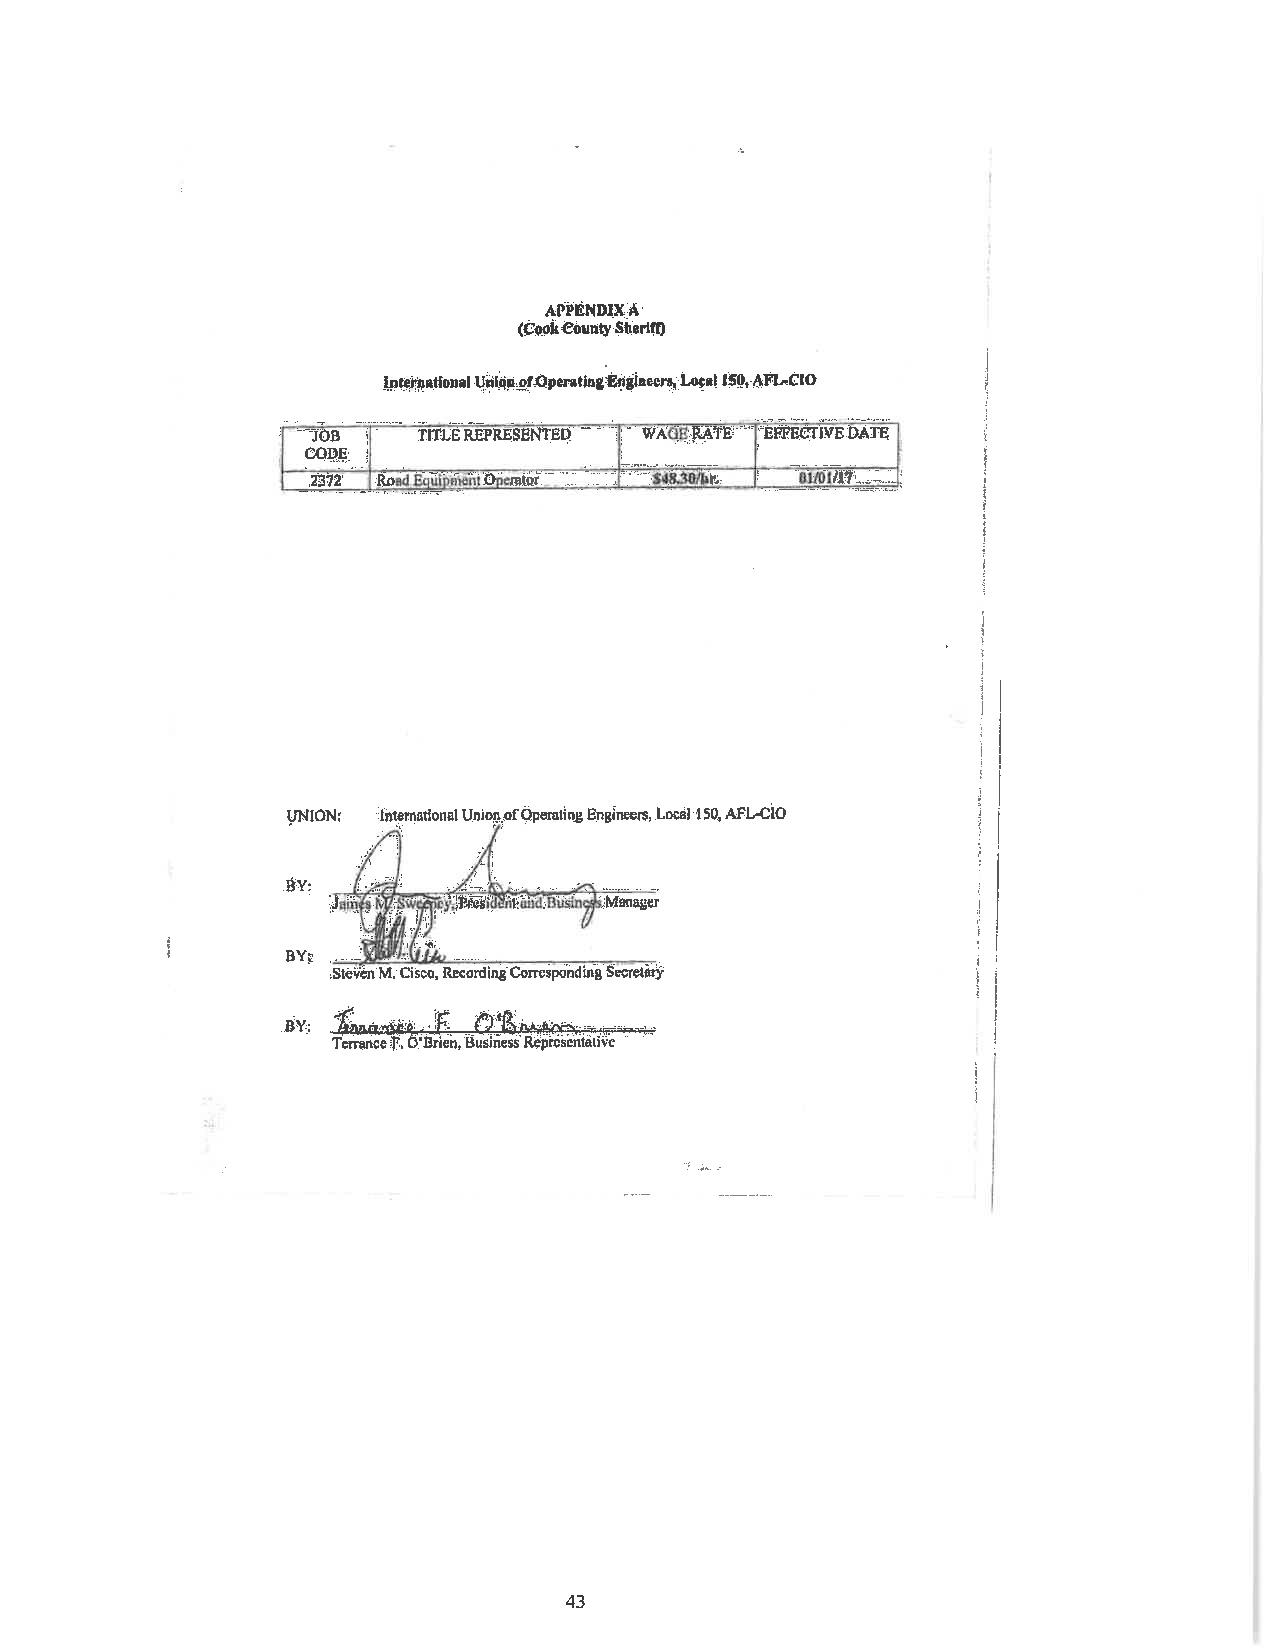 APPENDIX A
(Cook County Sheriff)
International Union of Operating Engineers, Local 150, AFL-CIO
JOB CODE TITLE REPRESENTED WAGE RATE EFFECTIVE DATE
2372 Road Equipment Operator $48.30/hr. 01/01/17
UNION: International Union of Operating Engineers, Local 150, AFL-CIO
BY:
James M. Sweeney, President and Business Manager
BY:
Steven M. Cisco, Recording Corresponding Secretary
BY: Terrance F. O'Brien
Terrance F. O'Brien, Business Representative
43